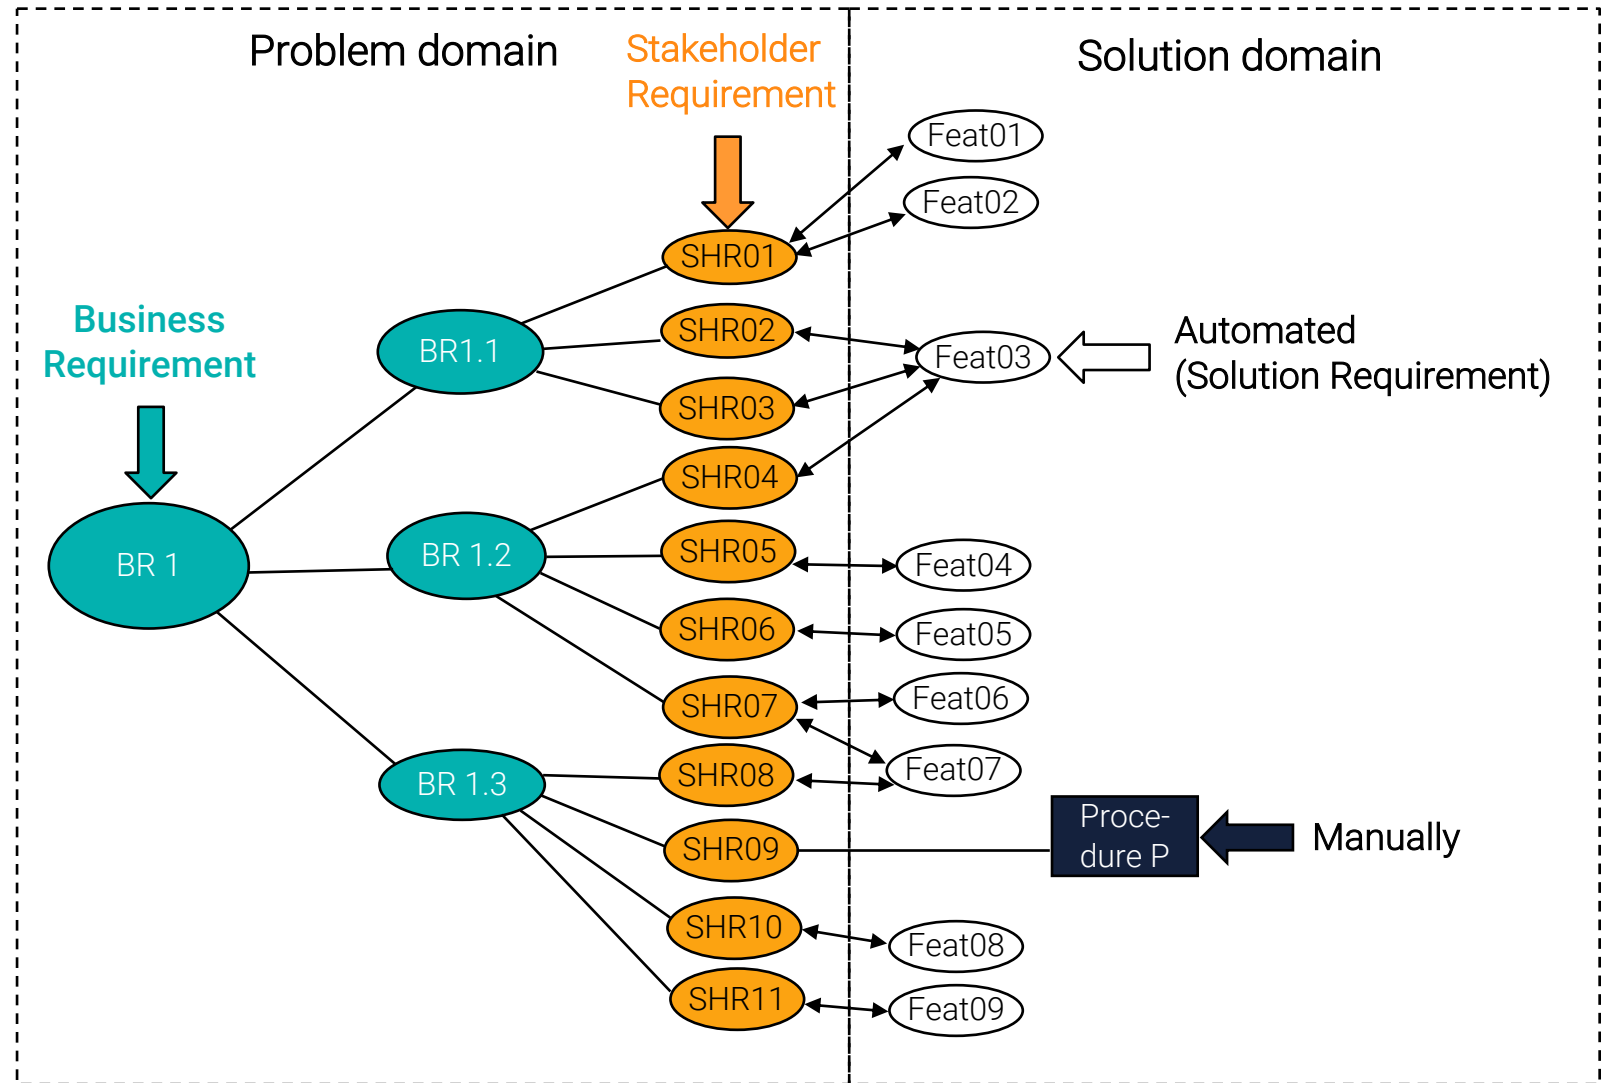 Problem domain
Stakeholder
Requirement
Solution domain
Feat01
Feat02
SHR01
Business
Requirement
BR1.1
SHR02
Feat03
Automated
(Solution Requirement)
SHR03
SHR04
BR 1
BR 1.2
SHR05
Feat04
SHR06
Feat05
SHR07
Feat06
BR 1.3
SHR08
Feat07
SHR09
Proce-
dure P
Manually
SHR10
Feat08
SHR11
Feat09